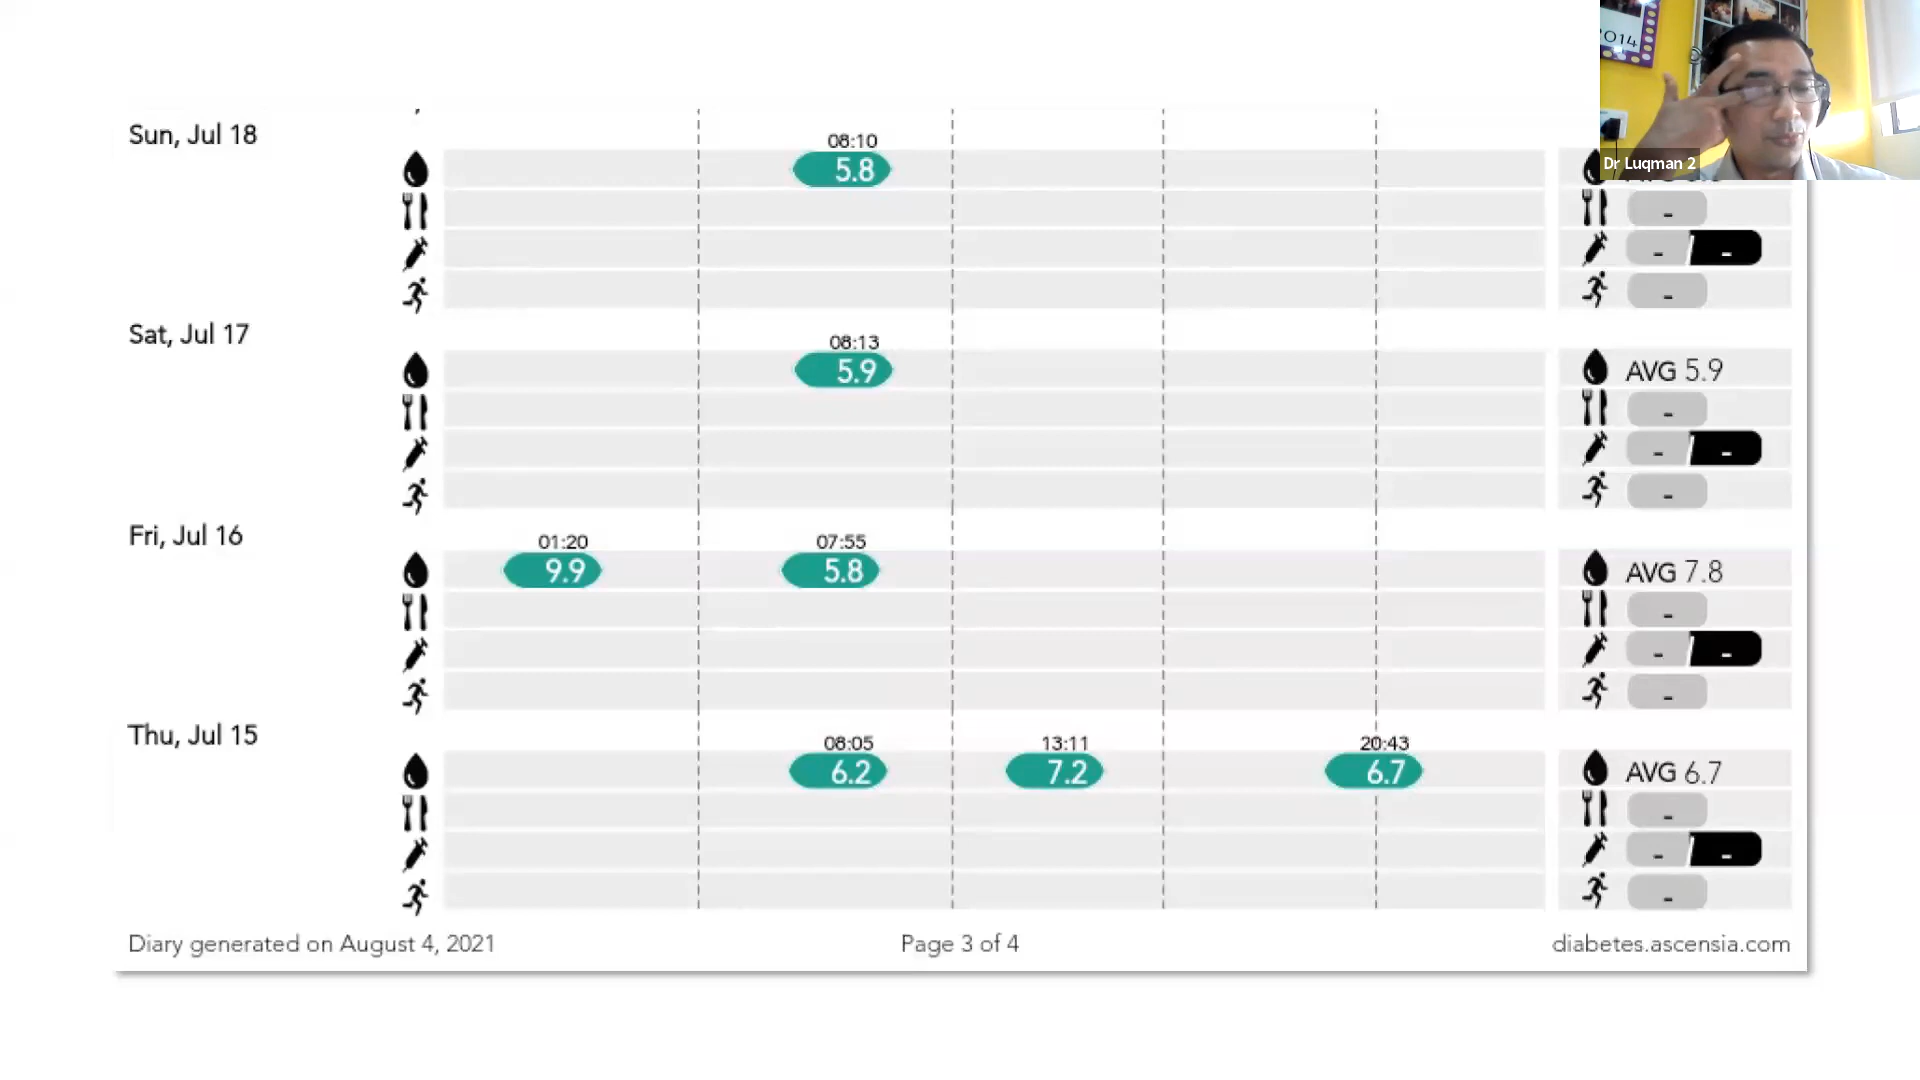 2014
Dr Luqman 2
Sun, Jul 18
08:10
5.8
-
- -
-
Sat, Jul 17
08:13
5.9
AVG 5.9
-
- -
-
Fri, Jul 16
01:20 07:55
9.9 5.8
AVG 7.8
-
- -
-
Thu, Jul 15
08:05 13:11 20:43
6.2 7.2 6.7
AVG 6.7
-
- -
-
Diary generated on August 4, 2021 Page 3 of 4 diabetes.ascensia.com